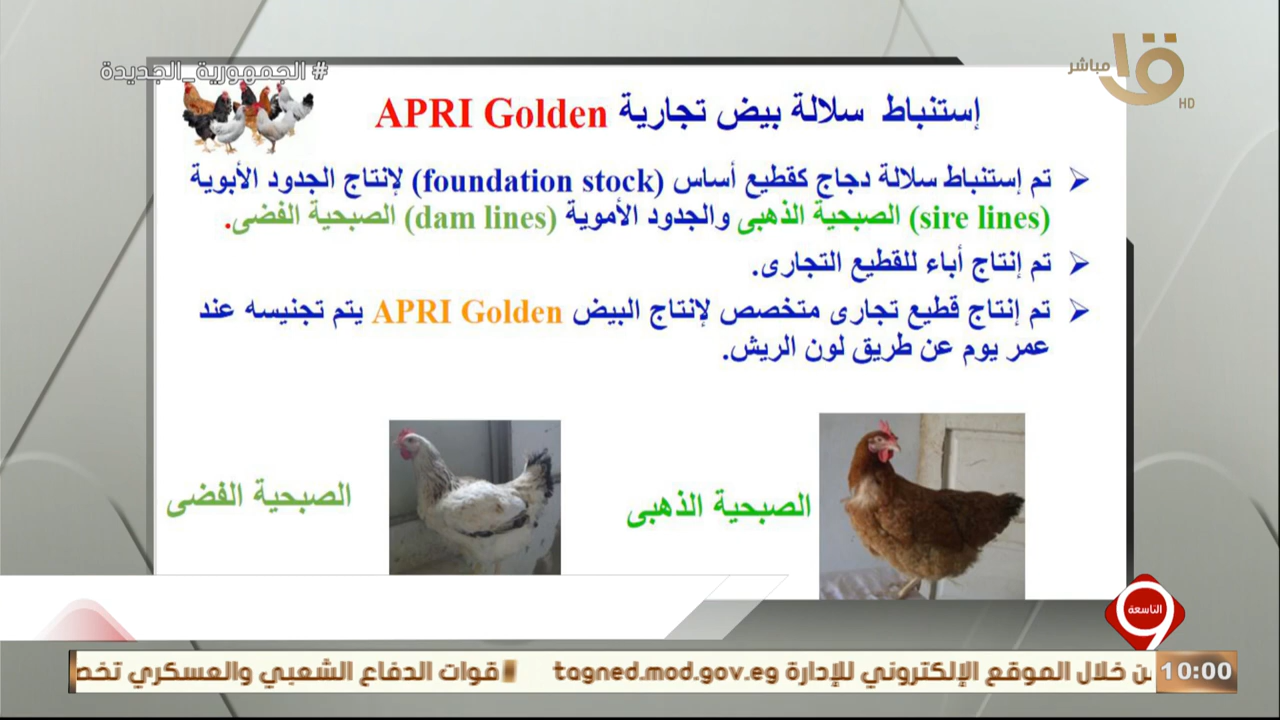 #الجمهورية_الجديدة
مباشر
HD
إستنباط سلالة بيض تجارية APRI Golden
تم إستنباط سلالة دجاج كقطيع أساس (foundation stock) لإنتاج الجدود الأبوية
(sire lines) الصبحية الذهبى والجدود الأموية (dam lines) الصبحية الفضى.
تم إنتاج أباء للقطيع التجارى.
تم إنتاج قطيع تجارى متخصص لإنتاج البيض APRI Golden يتم تجنيسه عند
عمر يوم عن طريق لون الريش.
الصبحية الذهبى
الصبحية الفضى
التاسعة
9
10:00
خلال الموقع الإلكتروني للإدارة tagned.mod.gov.eg قوات الدفاع الشعبي والعسكري